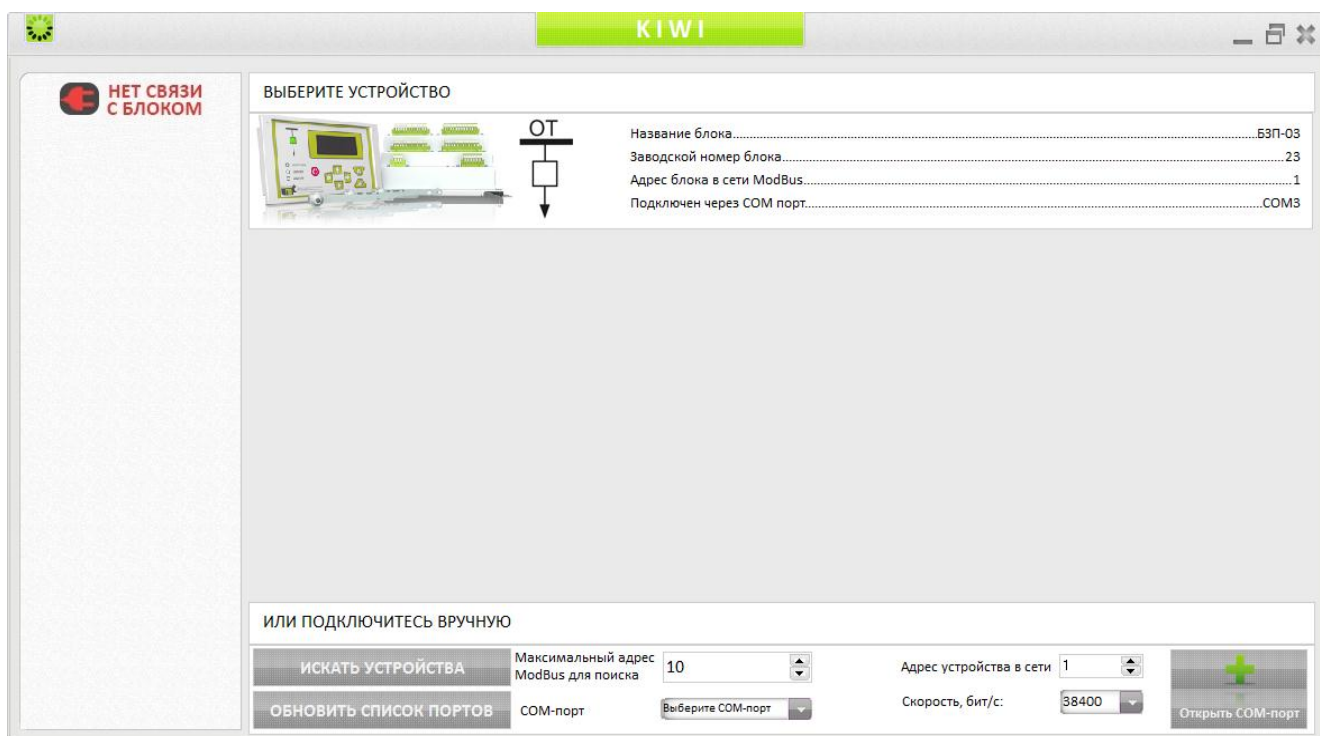 KIWI
НЕТ СВЯЗИ
С БЛОКОМ
ВЫБЕРИТЕ УСТРОЙСТВО
ОТ
Название блока БЗП-03
Заводской номер блока 23
Адрес блока в сети ModBus 1
Подключен через COM порт COM3
ИЛИ ПОДКЛЮЧИТЕСЬ ВРУЧНУЮ
ИСКАТЬ УСТРОЙСТВА
Максимальный адрес
ModBus для поиска
10
Адрес устройства в сети 1
ОБНОВИТЬ СПИСОК ПОРТОВ
COM-порт
Выберите COM-порт
Скорость, бит/с: 38400
Открыть COM-порт